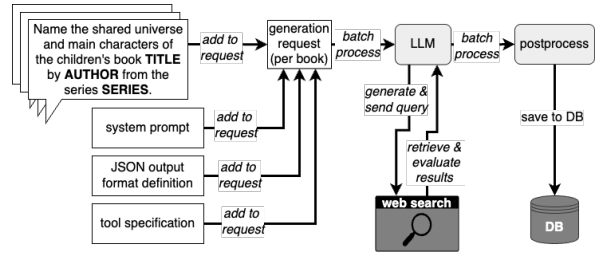 Name the shared universe
and main characters of
the children's book TITLE
by AUTHOR from the
series SERIES.
add to
request
generation
request
(per book)
batch
process
LLM
batch
process
postprocess
system prompt
add to
request
JSON output
format definition
add to
request
tool specification
add to
request
generate &
send query
retrieve &
evaluate
results
web search
save to DB
DB